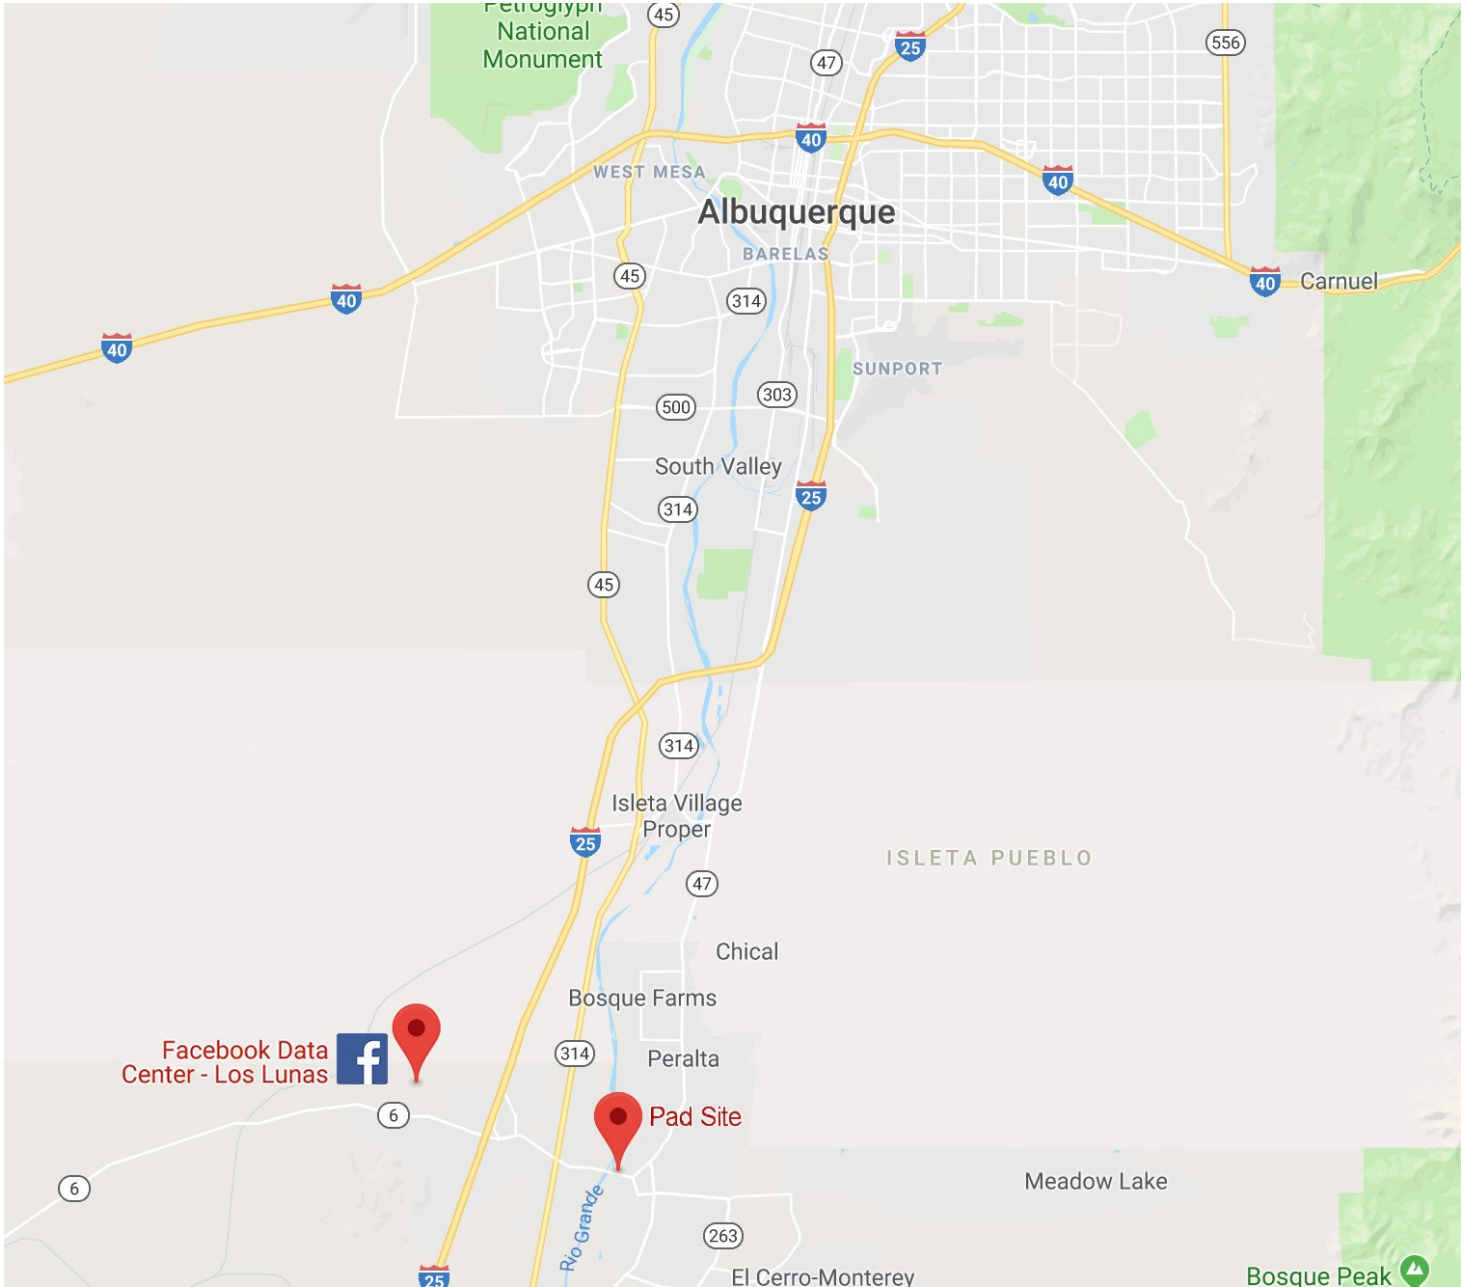 Petroglyph
National
Monument
45
47
25
556
40
40
WEST MESA
Albuquerque
BARELAS
45
314
40
Carnuel
40
40
SUNPORT
500
303
South Valley
25
314
45
314
Isleta Village
Proper
25
ISLETA PUEBLO
47
Chical
Bosque Farms
Facebook Data
Center - Los Lunas
f
314
Peralta
6
Pad Site
6
Meadow Lake
Rio Grande
263
25
El Cerro-Monterey
Bosque Peak